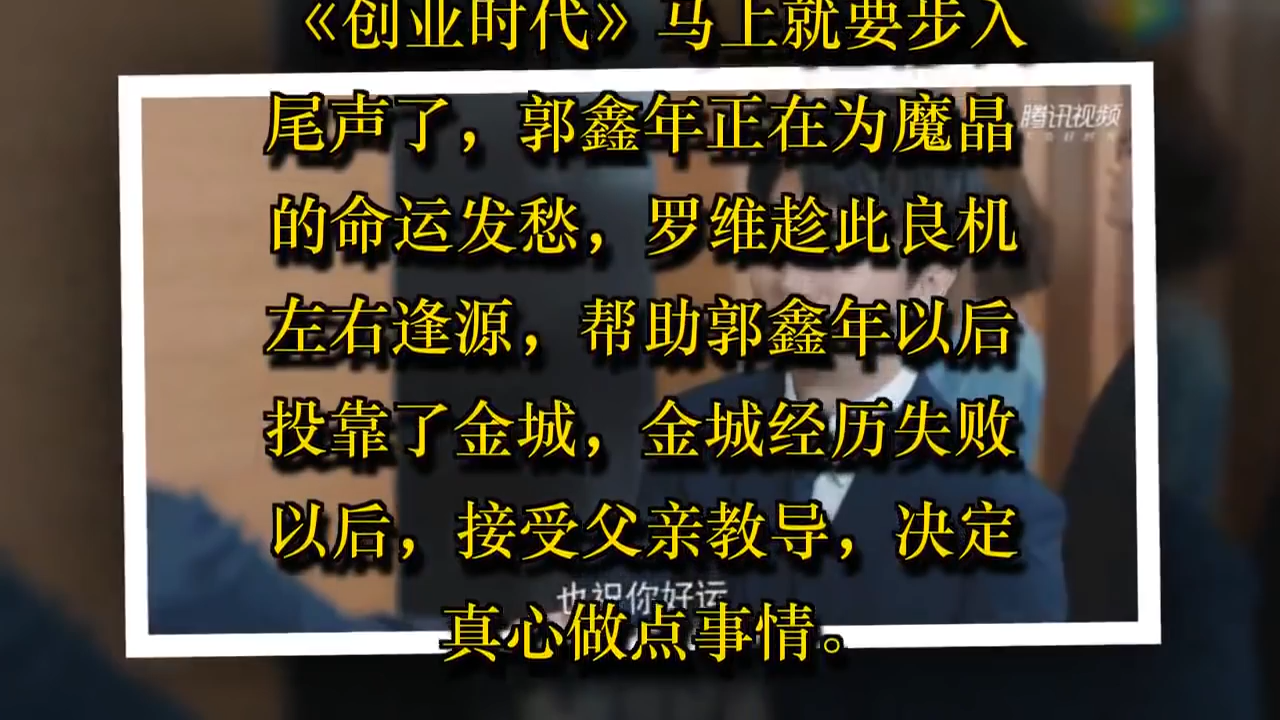 《创业时代》马上就要步入
尾声了，郭鑫年正在为魔晶
腾讯视频
的命运发愁，罗维趁此良机
左右逢源，帮助郭鑫年以后
投靠了金城，金城经历失败
以后，接受父亲教导，决定
也祝你好运
真心做点事情。